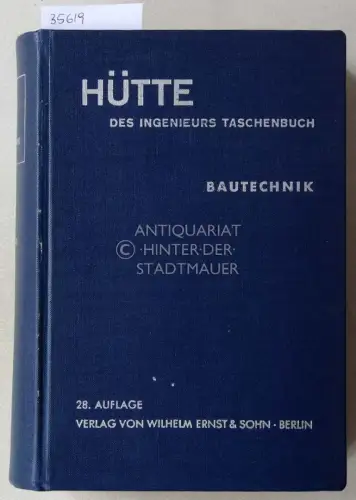 35619
HÜTTE
DES INGENIEURS TASCHENBUCH
BAUTECHNIK
ANTIQUARIAT
© · HINTER · DER ·
STADTMAUER
28. AUFLAGE
VERLAG VON WILHELM ERNST & SOHN · BERLIN